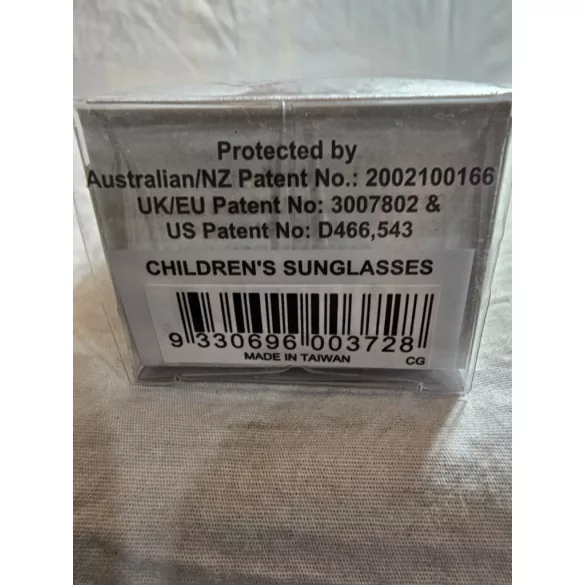 Protected by
Australian/NZ Patent No.: 2002100166
UK/EU Patent No: 3007802 &
US Patent No: D466,543
CHILDREN'S SUNGLASSES
9 330696 003728
MADE IN TAIWAN
CG